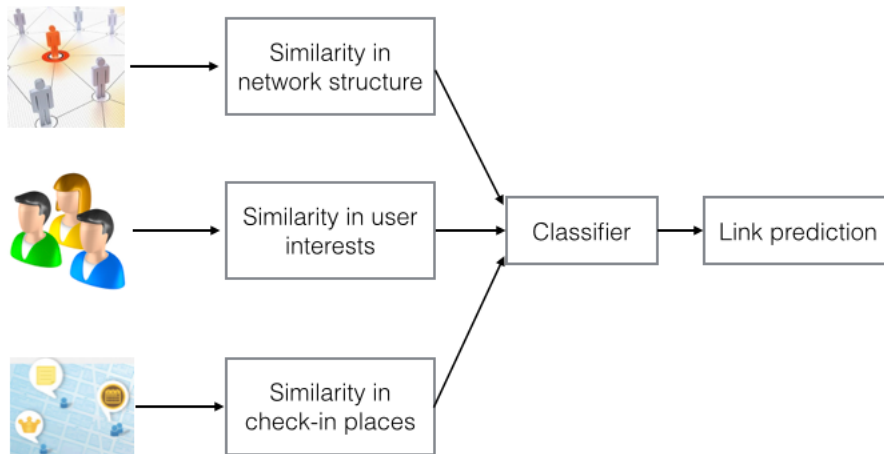 Similarity in
network structure
Similarity in user
interests
Classifier
Link prediction
Similarity in
check-in places